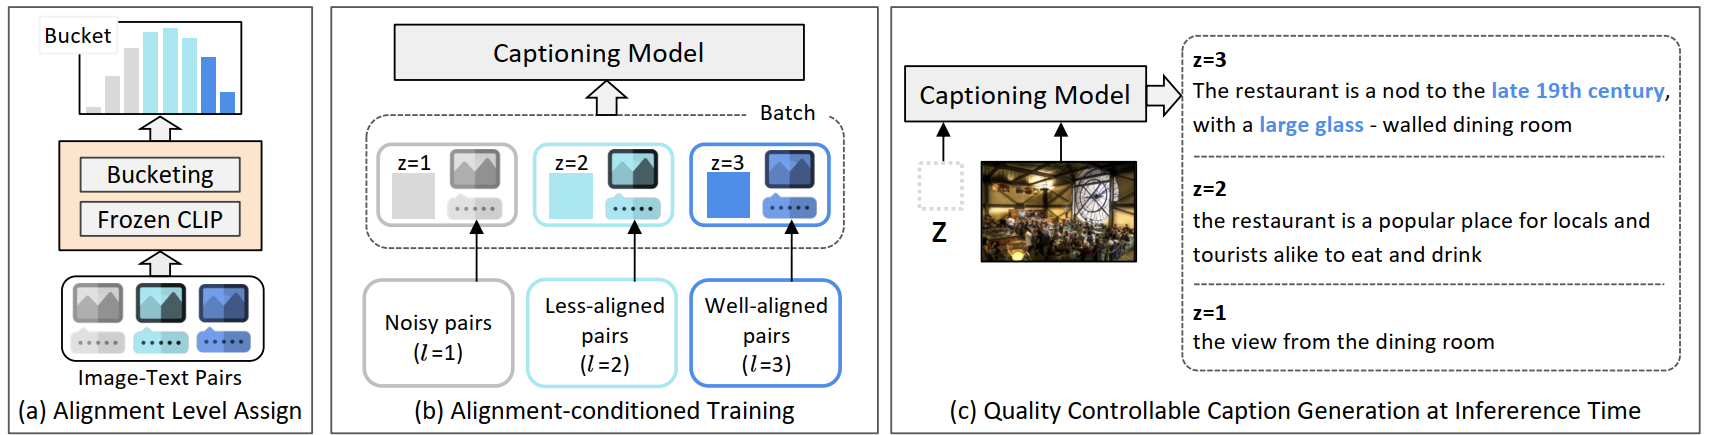 Bucket
Bucketing
Frozen CLIP
Image-Text Pairs
(a) Alignment Level Assign
Captioning Model
Batch
z=1
z=2
z=3
Noisy pairs
(l=1)
Less-aligned
pairs
(l=2)
Well-aligned
pairs
(l=3)
(b) Alignment-conditioned Training
Captioning Model
z
z=3
The restaurant is a nod to the late 19th century,
with a large glass - walled dining room
z=2
the restaurant is a popular place for locals and
tourists alike to eat and drink
z=1
the view from the dining room
(c) Quality Controllable Caption Generation at Infererence Time